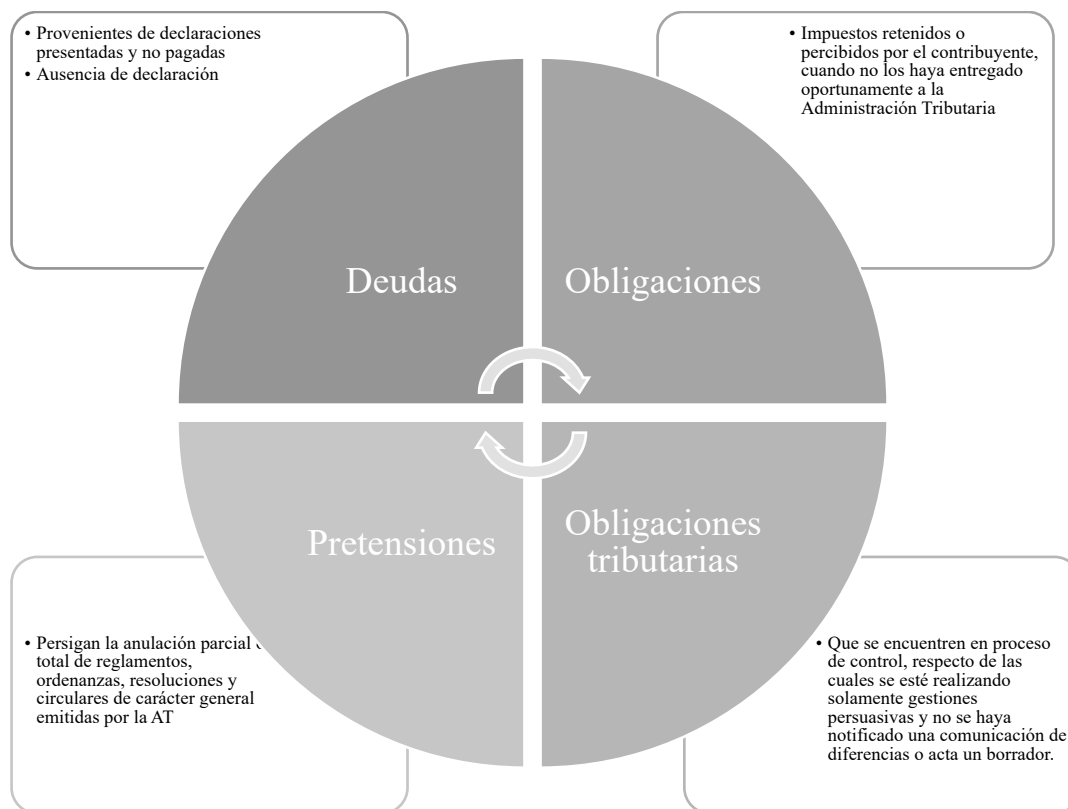 • Provenientes de declaraciones
presentadas y no pagadas
• Ausencia de declaración
• Impuestos retenidos o
percibidos por el contribuyente,
cuando no los haya entregado
oportunamente a la
Administración Tributaria
Deudas
Obligaciones
Pretensiones
Obligaciones
tributarias
• Persigan la anulación parcial
total de reglamentos,
ordenanzas, resoluciones y
circulares de carácter general
emitidas por la AT
• Que se encuentren en proceso
de control, respecto de las
cuales se esté realizando
solamente gestiones
persuasivas y no se haya
notificado una comunicación de
diferencias o acta un borrador.